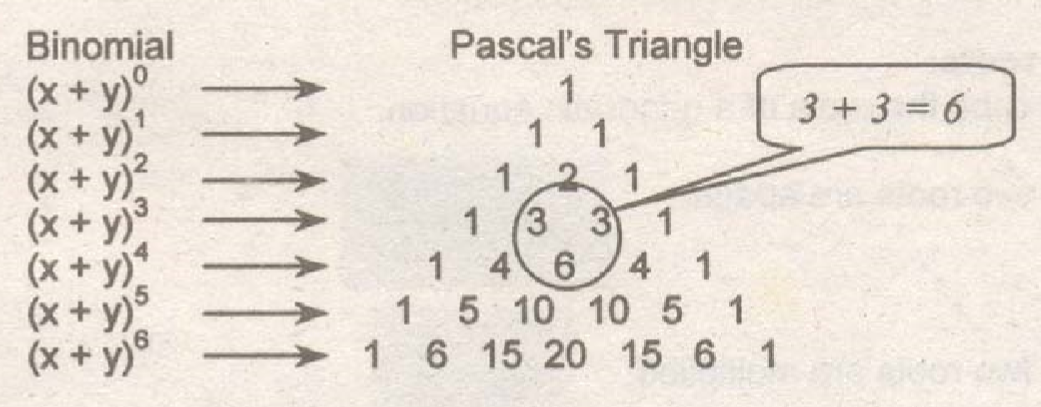 Binomial Pascal's Triangle
(x + y)⁰ 1
3 + 3 = 6
(x + y)¹ 1 1
(x + y)² 1 2 1
(x + y)³ 1 3 3 1
(x + y)⁴ 1 4 6 4 1
(x + y)⁵ 1 5 10 10 5 1
(x + y)⁶ 1 6 15 20 15 6 1